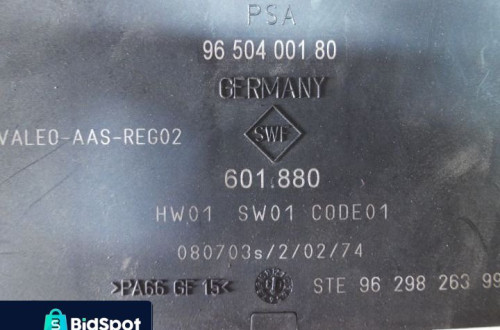 PSA
96 504 001 80
GERMANY
VALEO-AAS-REG02
SWF
601.880
HW01 SW01 CODE01
080703s/2/02/74
>PA66 GF 15<
STE 96 298 263 99
BidSpot